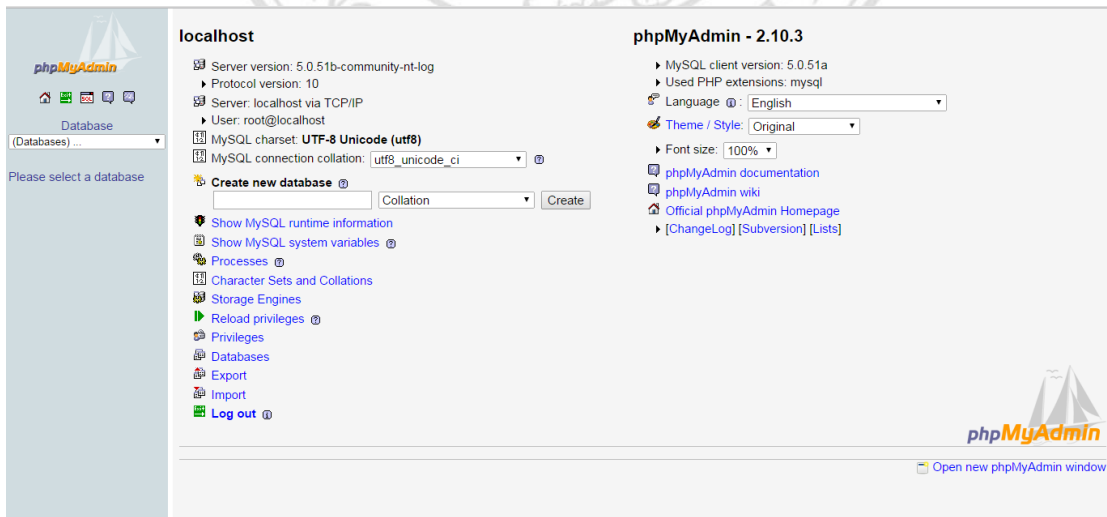 phpMyAdmin
Database
(Databases) ...
Please select a database
localhost
Server version: 5.0.51b-community-nt-log
Protocol version: 10
Server: localhost via TCP/IP
User: root@localhost
MySQL charset: UTF-8 Unicode (utf8)
MySQL connection collation: utf8_unicode_ci
Create new database
Collation Create
Show MySQL runtime information
Show MySQL system variables
Processes
Character Sets and Collations
Storage Engines
Reload privileges
Privileges
Databases
Export
Import
Log out
phpMyAdmin - 2.10.3
MySQL client version: 5.0.51a
Used PHP extensions: mysql
Language : English
Theme / Style: Original
Font size: 100%
phpMyAdmin documentation
phpMyAdmin wiki
Official phpMyAdmin Homepage
[ChangeLog] [Subversion] [Lists]
phpMyAdmin
Open new phpMyAdmin window